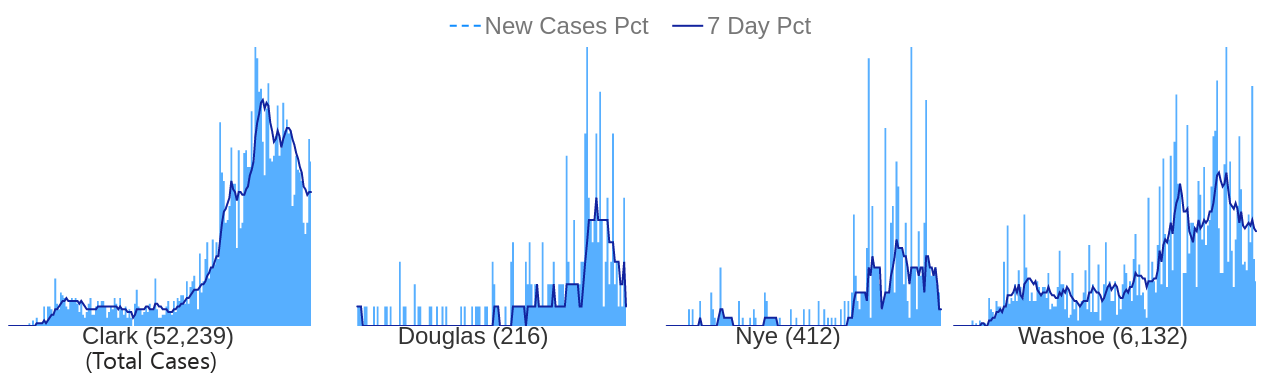 New Cases Pct 7 Day Pct
Clark (52,239) Douglas (216) Nye (412) Washoe (6,132)
(Total Cases)